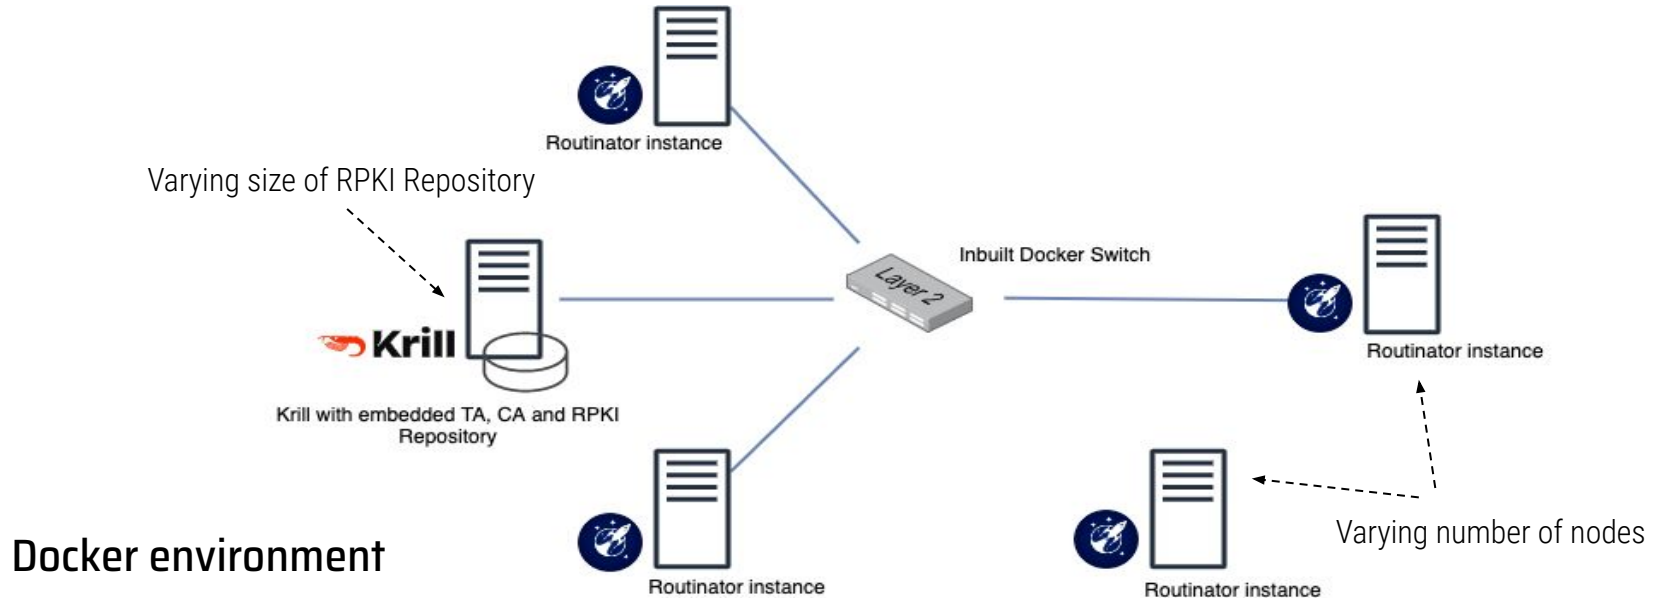 Routinator instance
Varying size of RPKI Repository
Inbuilt Docker Switch
Layer 2
Krill
Routinator instance
Krill with embedded TA, CA and RPKI
Repository
Varying number of nodes
Docker environment
Routinator instance
Routinator instance